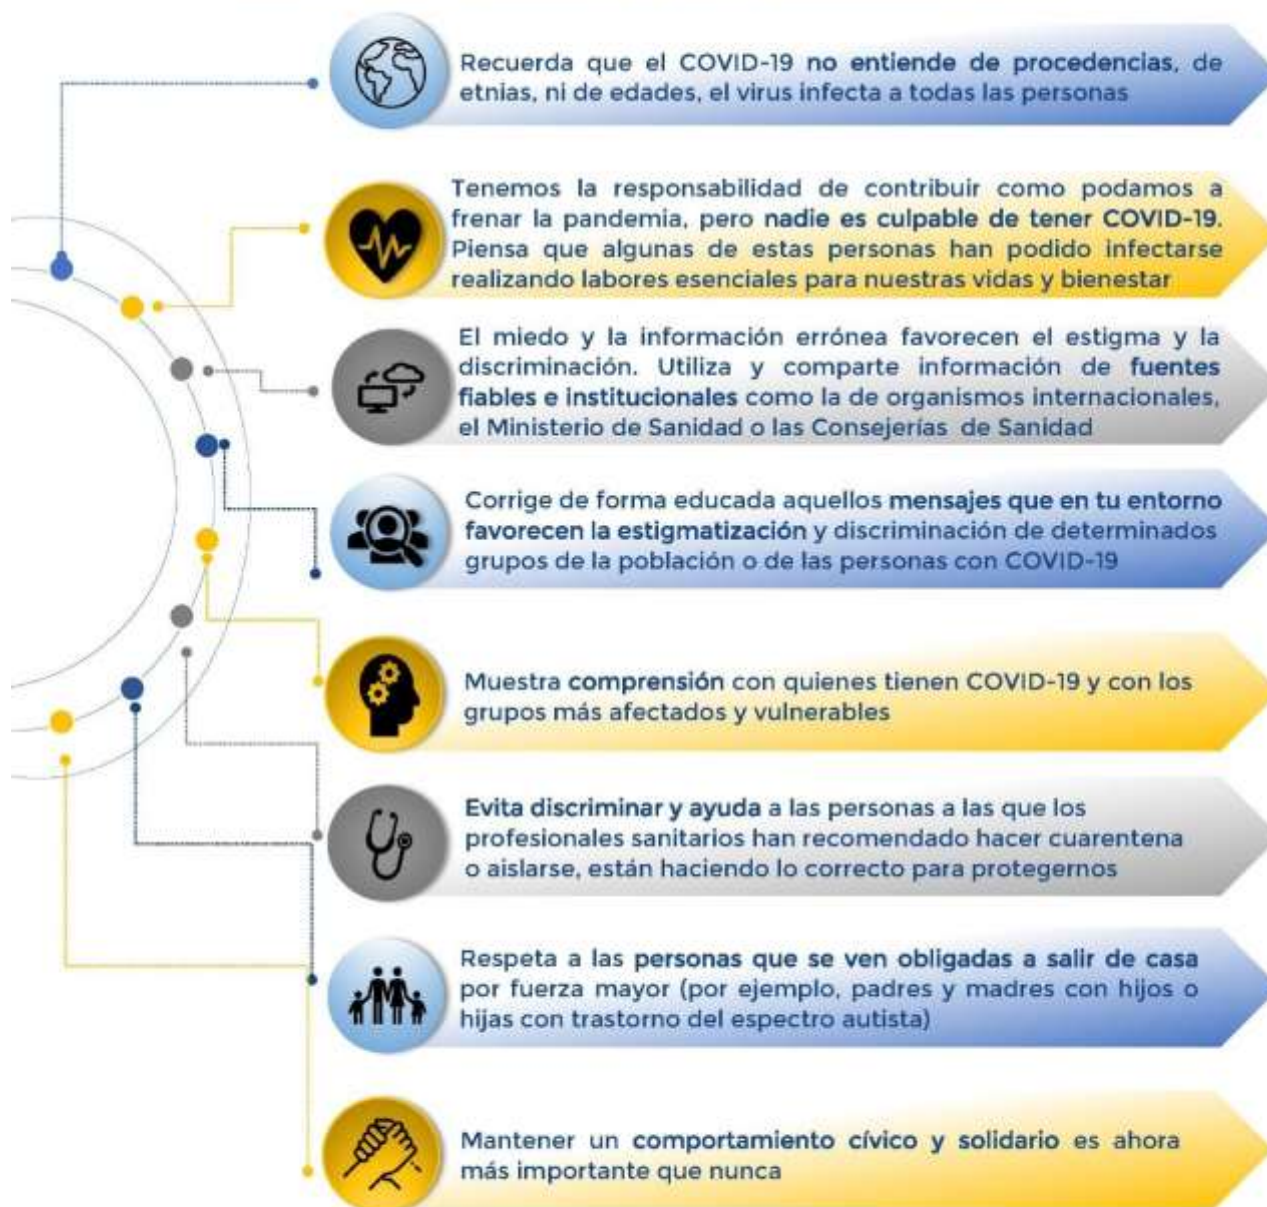 Recuerda que el COVID-19 no entiende de procedencias, de
etnias, ni de edades, el virus infecta a todas las personas
Tenemos la responsabilidad de contribuir como podamos a
frenar la pandemia, pero nadie es culpable de tener COVID-19.
Piensa que algunas de estas personas han podido infectarse
realizando labores esenciales para nuestras vidas y bienestar
El miedo y la información errónea favorecen el estigma y la
discriminación. Utiliza y comparte información de fuentes
fiables e institucionales como la de organismos internacionales,
el Ministerio de Sanidad o las Consejerías de Sanidad
Corrige de forma educada aquellos mensajes que en tu entorno
favorecen la estigmatización y discriminación de determinados
grupos de la población o de las personas con COVID-19
Muestra comprensión con quienes tienen COVID-19 y con los
grupos más afectados y vulnerables
Evita discriminar y ayuda a las personas a las que los
profesionales sanitarios han recomendado hacer cuarentena
o aislarse, están haciendo lo correcto para protegernos
Respeta a las personas que se ven obligadas a salir de casa
por fuerza mayor (por ejemplo, padres y madres con hijos o
hijas con trastorno del espectro autista)
Mantener un comportamiento cívico y solidario es ahora
más importante que nunca